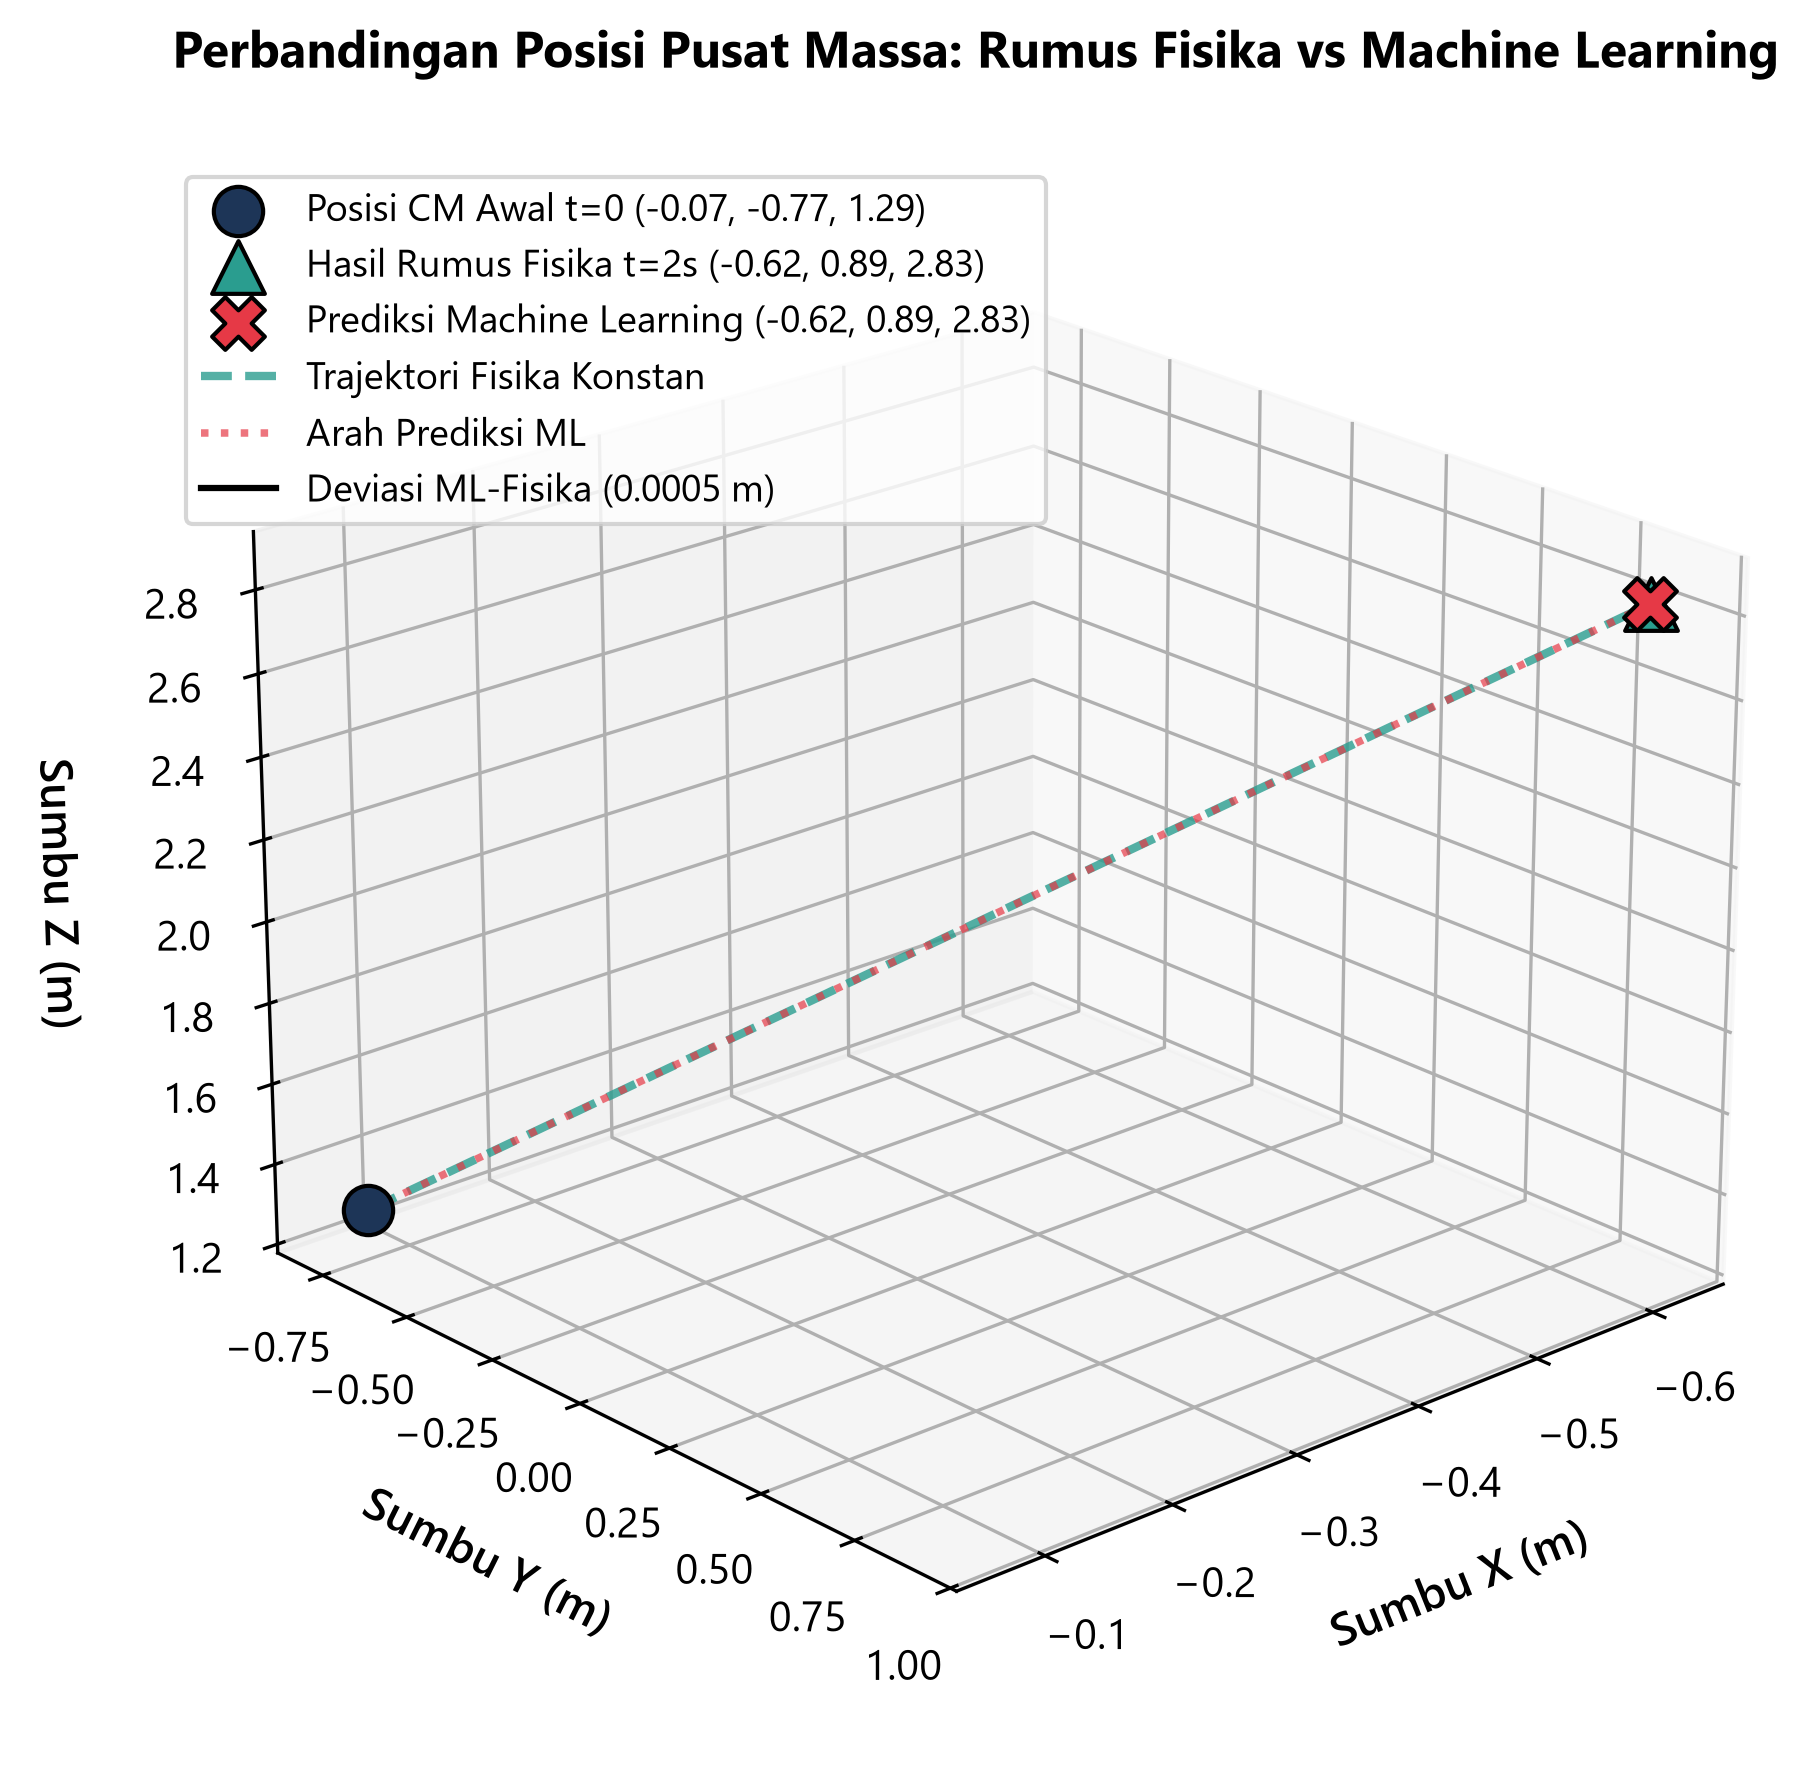 Perbandingan Posisi Pusat Massa: Rumus Fisika vs Machine Learning
Posisi CM Awal t=0 (-0.07, -0.77, 1.29)
Hasil Rumus Fisika t=2s (-0.62, 0.89, 2.83)
Prediksi Machine Learning (-0.62, 0.89, 2.83)
Trajektori Fisika Konstan
Arah Prediksi ML
Deviasi ML-Fisika (0.0005 m)
2.8
2.6
2.4
2.2
2.0
1.8
1.6
1.4
1.2
Sumbu Z (m)
−0.75
−0.50
−0.25
0.00
0.25
0.50
0.75
1.00
Sumbu Y (m)
−0.1
−0.2
−0.3
−0.4
−0.5
−0.6
Sumbu X (m)